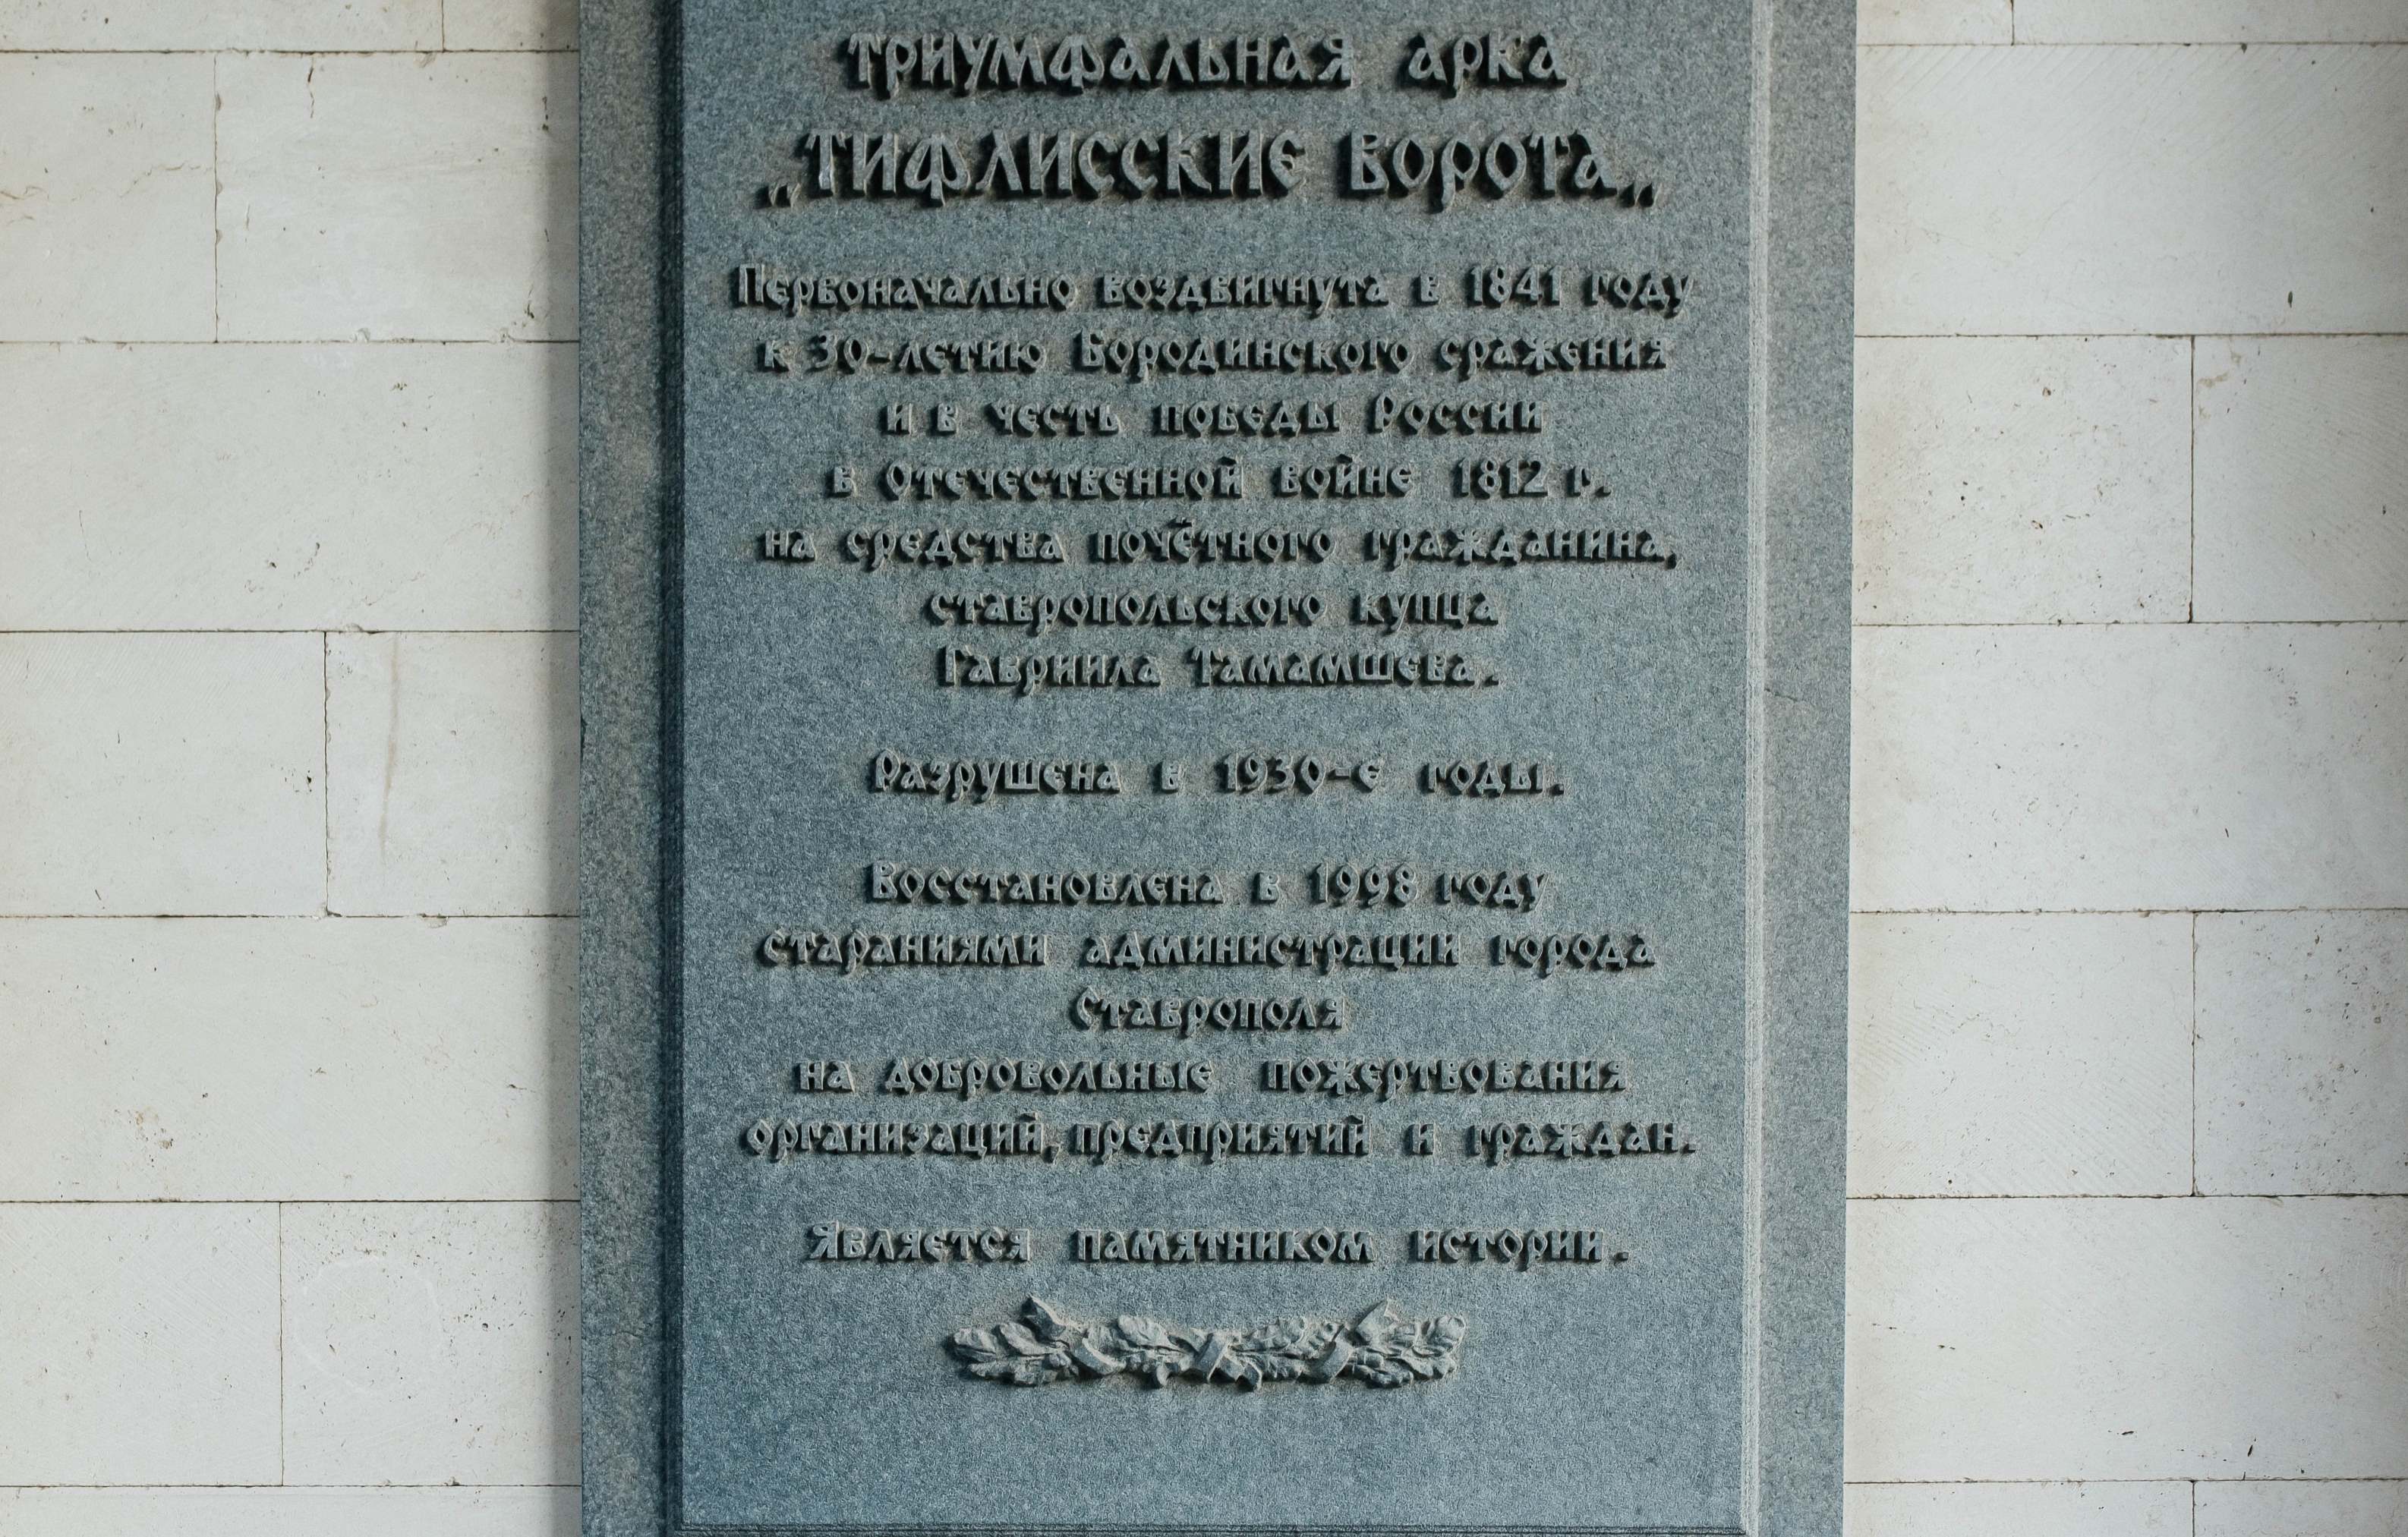 Триумфальная арка
„Тифлисские ворота„
Первоначально воздвигнута в 1841 году
к 30-летию Бородинского сражения
и в честь победы России
в Отечественной войне 1812 г.
на средства почётного гражданина,
ставропольского купца
Гавриила Тамамшева.
Разрушена в 1930-е годы.
Восстановлена в 1998 году
стараниями администрации города
Ставрополя
на добровольные пожертвования
организаций, предприятий и граждан.
Является памятником истории.